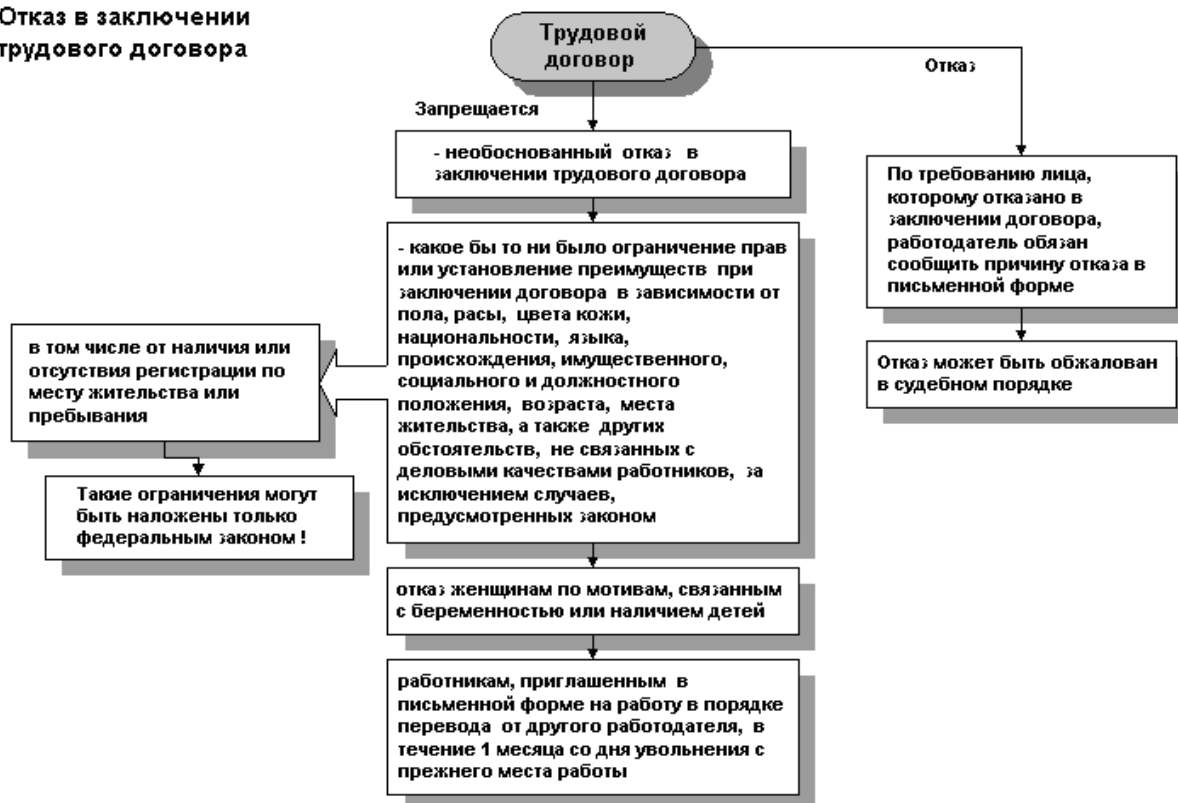 Отказ в заключении
трудового договора
Трудовой
договор
Отказ
Запрещается
- необоснованный отказ в
заключении трудового договора
По требованию лица,
которому отказано в
заключении договора,
работодатель обязан
сообщить причину отказа в
письменной форме
- какое бы то ни было ограничение прав
или установление преимуществ при
заключении договора в зависимости от
пола, расы, цвета кожи,
национальности, языка,
происхождения, имущественного,
социального и должностного
положения, возраста, места
жительства, а также других
обстоятельств, не связанных с
деловыми качествами работников, за
исключением случаев,
предусмотренных законом
в том числе от наличия или
отсутствия регистрации по
месту жительства или
пребывания
Отказ может быть обжалован
в судебном порядке
Такие ограничения могут
быть наложены только
федеральным законом !
отказ женщинам по мотивам, связанным
с беременностью или наличием детей
работникам, приглашенным в
письменной форме на работу в порядке
перевода от другого работодателя, в
течение 1 месяца со дня увольнения с
прежнего места работы